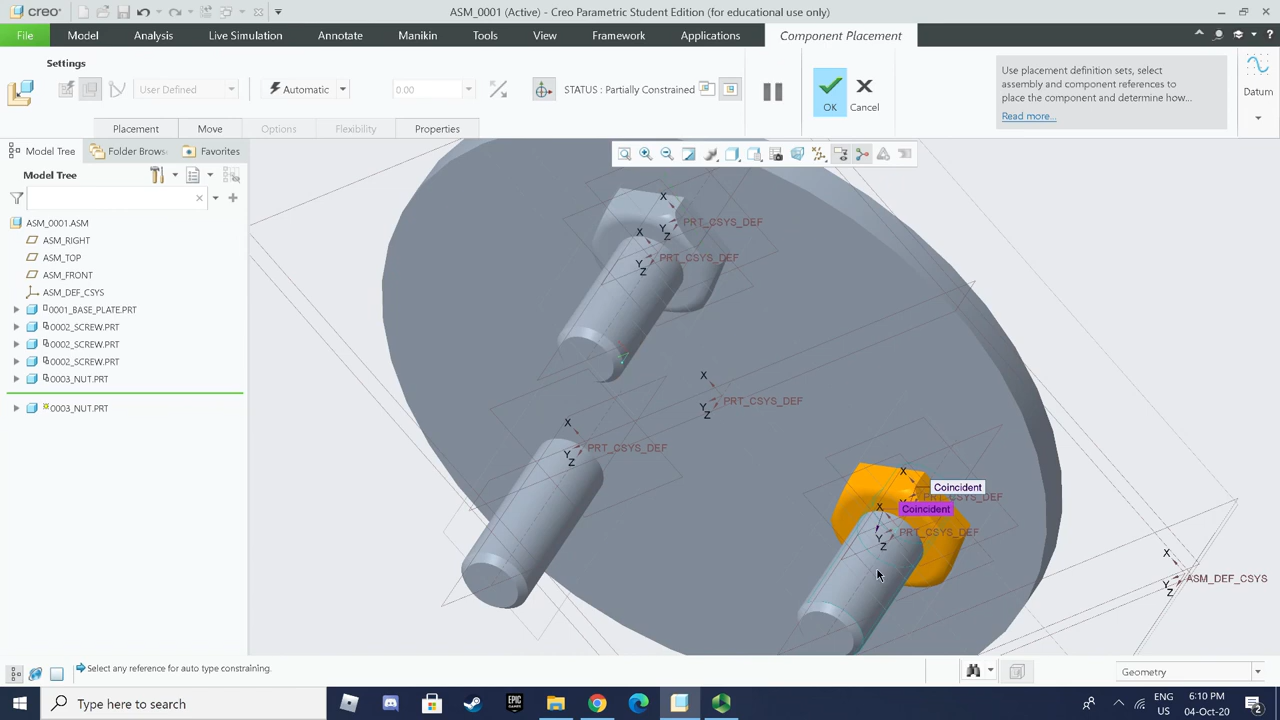 creo
ASM_0001 (Active) - Creo Parametric Student Edition (for educational use only)
File Model Analysis Live Simulation Annotate Manikin Tools View Framework Applications Component Placement
Settings
User Defined
Automatic
0.00
STATUS : Partially Constrained
OK
Cancel
Use placement definition sets, select
assembly and component references to
place the component and determine how...
Read more...
Datum
Placement Move Options Flexibility Properties
Model Tree Folder Brows Favorites
Model Tree
ASM_0001.ASM
ASM_RIGHT
ASM_TOP
ASM_FRONT
ASM_DEF_CSYS
0001_BASE_PLATE.PRT
0002_SCREW.PRT
0002_SCREW.PRT
0002_SCREW.PRT
0003_NUT.PRT
0003_NUT.PRT
X
PRT_CSYS_DEF
Y
Z
X
PRT_CSYS_DEF
Y
Z
X
PRT_CSYS_DEF
Y
Z
X
PRT_CSYS_DEF
Y
Z
X
Coincident
PRT_CSYS_DEF
Coincident
X
PRT_CSYS_DEF
Y
Z
X
ASM_DEF_CSYS
Y
Z
Select any reference for auto type constraining.
Geometry
Type here to search
EPIC
GAMES
ENG
US
6:10 PM
04-Oct-20
2